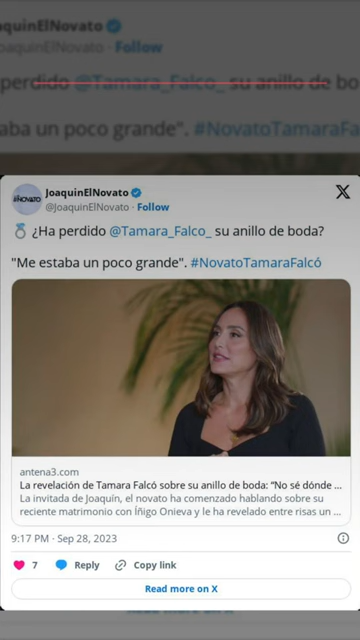 aquinElNovato
oaquinElNovato · Follow
perdido @Tamara_Falco_ su anillo de bo
aba un poco grande". #NovatoTamaraFa
#NOVATO
JoaquinElNovato
@JoaquinElNovato · Follow
X
¿Ha perdido @Tamara_Falco_ su anillo de boda?
"Me estaba un poco grande". #NovatoTamaraFalcó
antena3.com
La revelación de Tamara Falcó sobre su anillo de boda: "No sé dónde ...
La invitada de Joaquín, el novato ha comenzado hablando sobre su
reciente matrimonio con Íñigo Onieva y le ha revelado entre risas un ...
9:17 PM · Sep 28, 2023
7 Reply Copy link
Read more on X